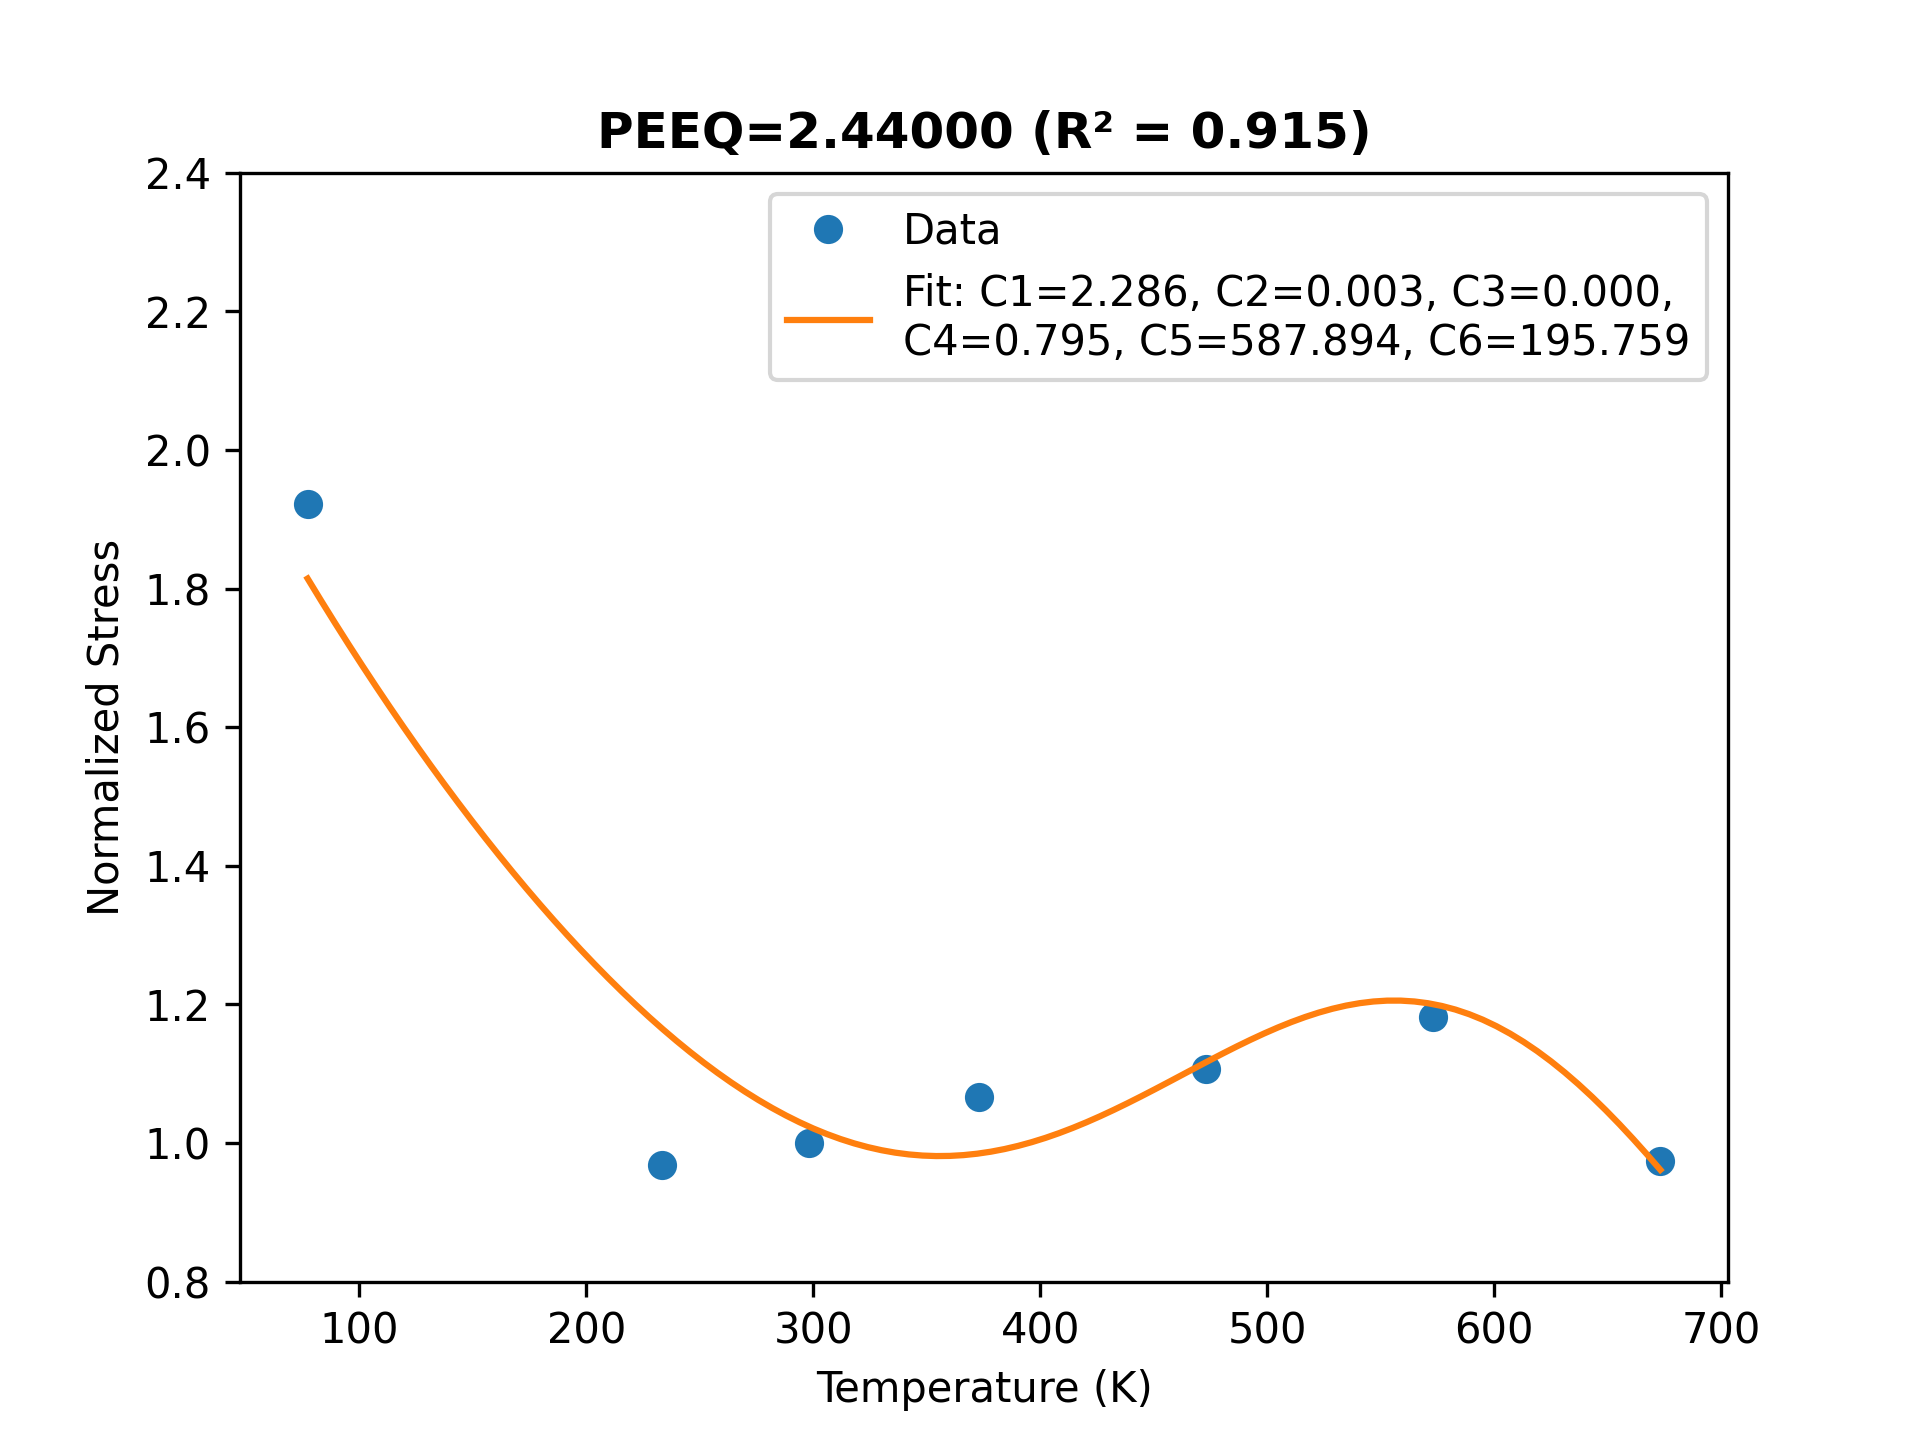 PEEQ=2.44000 (R² = 0.915)
2.4
2.2
2.0
1.8
1.6
1.4
1.2
1.0
0.8
Normalized Stress
Data
Fit: C1=2.286, C2=0.003, C3=0.000,
C4=0.795, C5=587.894, C6=195.759
100 200 300 400 500 600 700
Temperature (K)